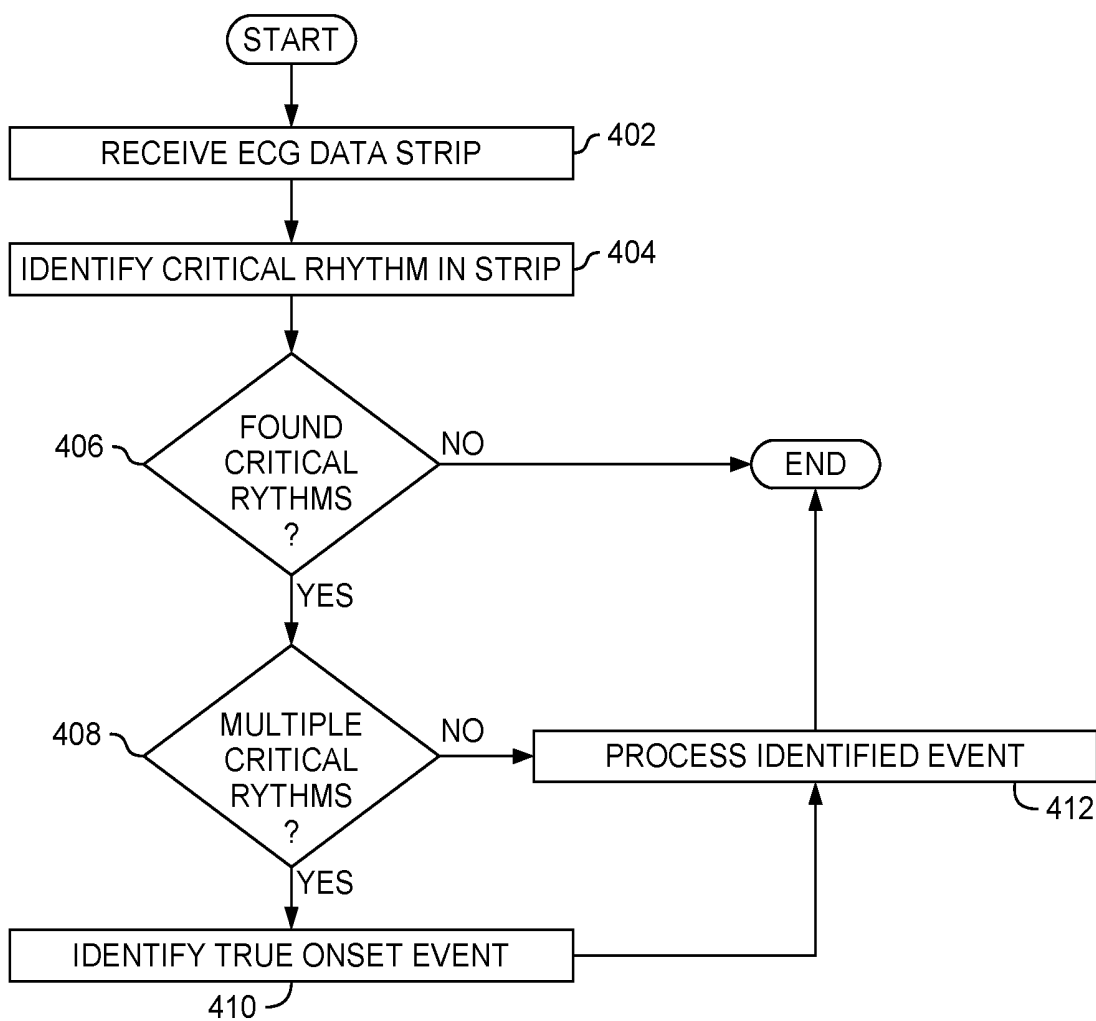 START
RECEIVE ECG DATA STRIP
402
IDENTIFY CRITICAL RHYTHM IN STRIP
404
406
FOUND
CRITICAL
RYTHMS
?
NO
END
YES
408
MULTIPLE
CRITICAL
RYTHMS
?
NO
PROCESS IDENTIFIED EVENT
412
YES
IDENTIFY TRUE ONSET EVENT
410